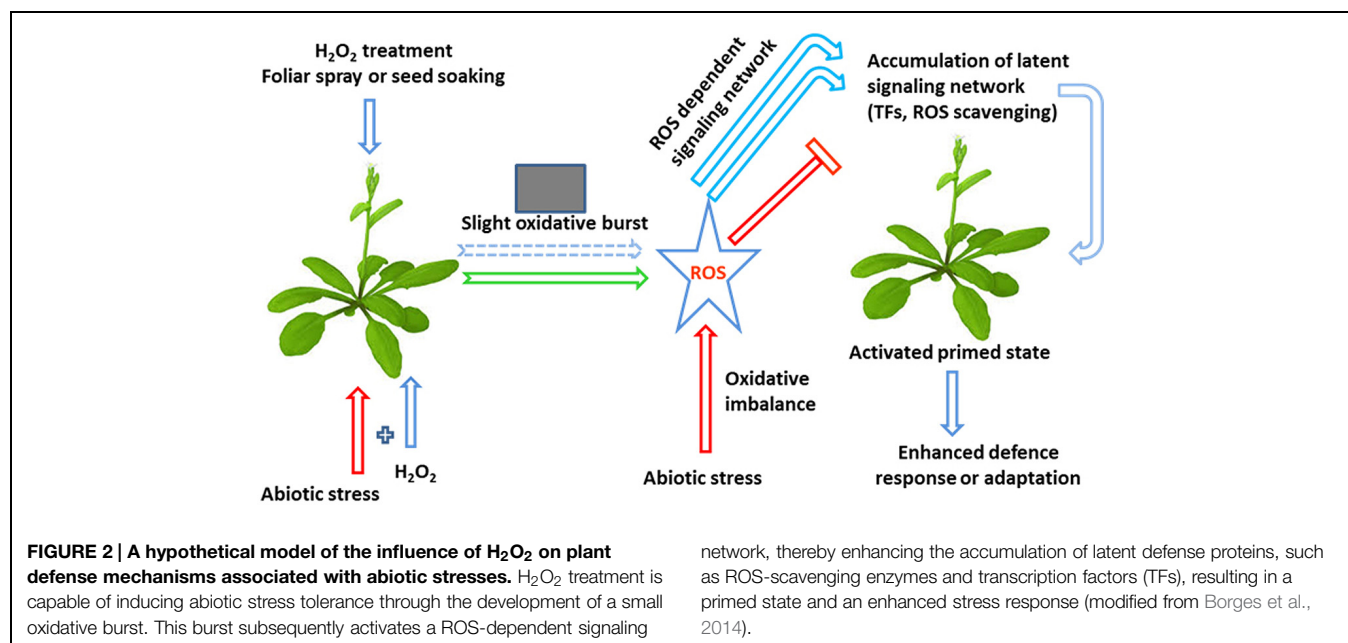 H₂O₂ treatment
Foliar spray or seed soaking
Slight oxidative burst
Abiotic stress
H₂O₂
ROS dependent
signaling network
ROS
Oxidative
imbalance
Abiotic stress
Accumulation of latent
signaling network
(TFs, ROS scavenging)
Activated primed state
Enhanced defence
response or adaptation
FIGURE 2 | A hypothetical model of the influence of H₂O₂ on plant
defense mechanisms associated with abiotic stresses. H₂O₂ treatment is
capable of inducing abiotic stress tolerance through the development of a small
oxidative burst. This burst subsequently activates a ROS-dependent signaling
network, thereby enhancing the accumulation of latent defense proteins, such
as ROS-scavenging enzymes and transcription factors (TFs), resulting in a
primed state and an enhanced stress response (modified from Borges et al.,
2014).